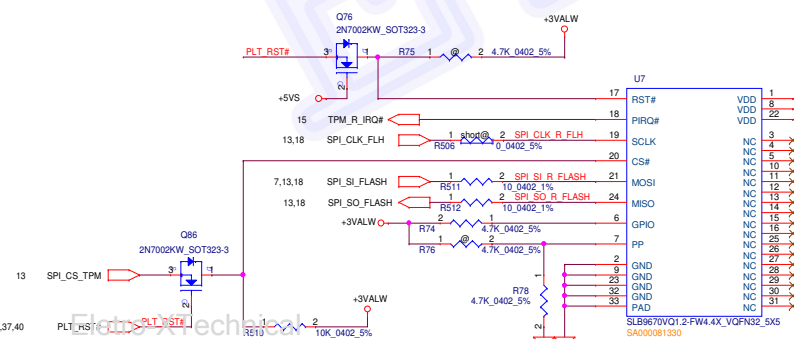 Q76
2N7002KW_SOT323-3
+3VALW
PLT_RST#
3
1
R75
1
@
2
4.7K_0402_5%
2
+5VS
U7
17
RST#
VDD
1
VDD
8
15
TPM_R_IRQ#
18
PIRQ#
VDD
22
13,18
SPI_CLK_FLH
1
short@
2
SPI_CLK_R_FLH
19
SCLK
NC
3
R506
0_0402_5%
NC
4
20
CS#
NC
5
NC
10
7,13,18
SPI_SI_FLASH
1
2
SPI_SI_R_FLASH
21
MOSI
NC
11
R511
10_0402_1%
NC
12
13,18
SPI_SO_FLASH
1
2
SPI_SO_R_FLASH
24
MISO
NC
13
R512
10_0402_1%
NC
14
+3VALW
2
1
6
GPIO
NC
15
R74
4.7K_0402_5%
NC
16
Q86
1
@
2
7
PP
NC
25
2N7002KW_SOT323-3
R76
4.7K_0402_5%
NC
26
2
GND
NC
27
13
SPI_CS_TPM
3
1
9
GND
NC
28
1
23
GND
NC
29
R78
32
GND
NC
30
4.7K_0402_5%
33
PAD
NC
31
2
+3VALW
2
SLB9670VQ1.2-FW4.4X_VQFN32_5X5
,37,40
PLT_RST#
PLT_RST#
Eletro-XTechnical
R510
1
2
10K_0402_5%
SA000081330